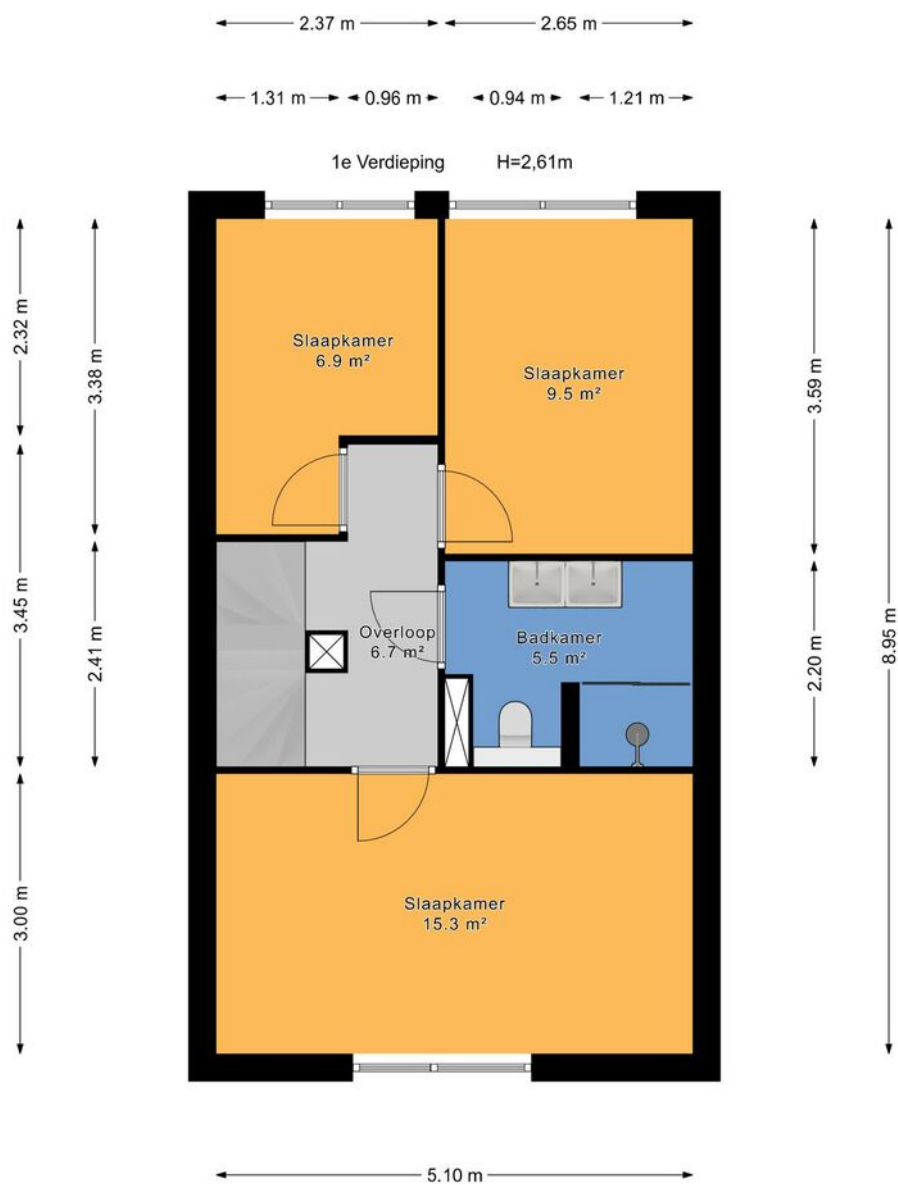 2.37 m
2.65 m
1.31 m
0.96 m
0.94 m
1.21 m
1e Verdieping
H=2,61m
2.32 m
3.38 m
3.45 m
2.41 m
3.00 m
Slaapkamer
6.9 m²
Slaapkamer
9.5 m²
Overloop
6.7 m²
Badkamer
5.5 m²
Slaapkamer
15.3 m²
3.59 m
2.20 m
8.95 m
5.10 m